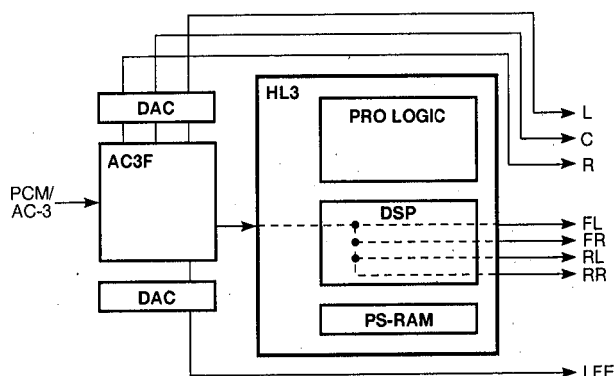 HL3
DAC
L
PRO LOGIC
C
AC3F
R
PCM/
AC-3
DSP
FL
FR
RL
RR
DAC
PS-RAM
LFE